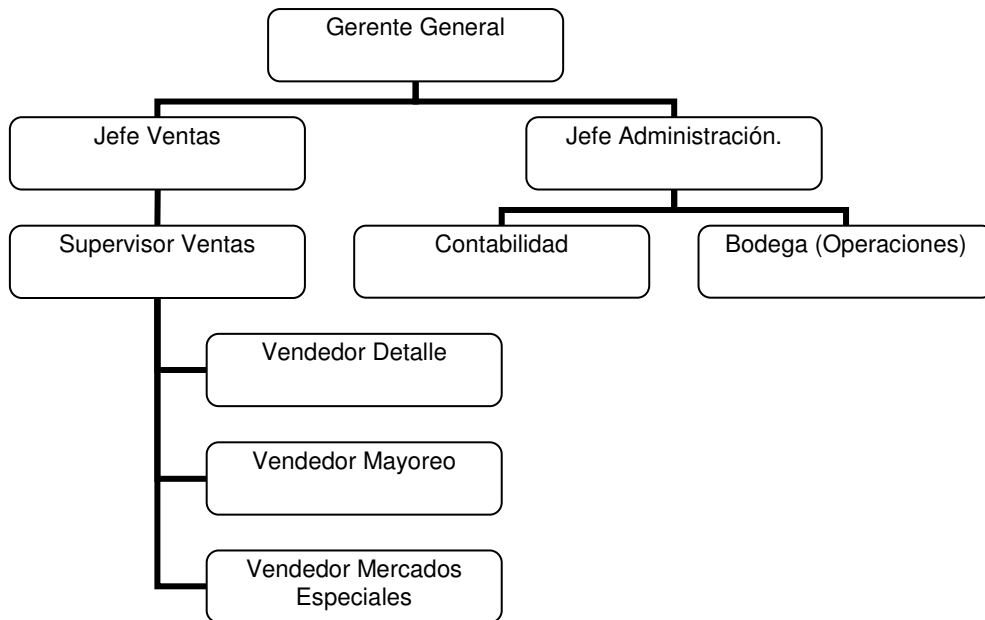 Gerente General
Jefe Ventas
Jefe Administración.
Supervisor Ventas
Contabilidad
Bodega (Operaciones)
Vendedor Detalle
Vendedor Mayoreo
Vendedor Mercados
Especiales